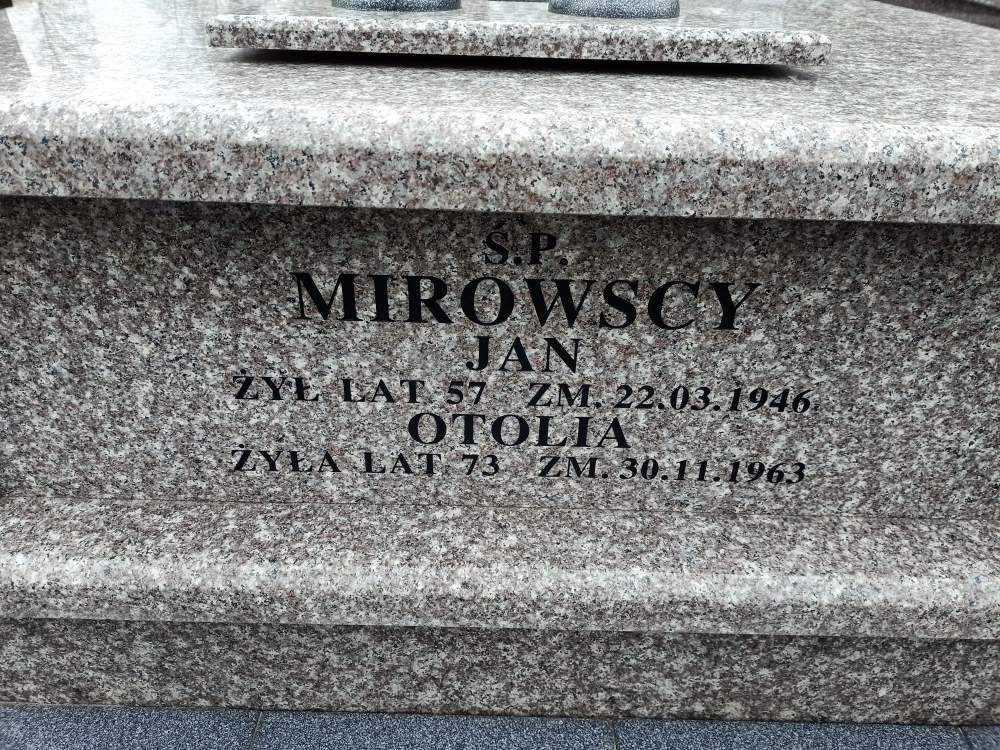 Ś.P.
MIROWSCY
JAN
ŻYŁ LAT 57 ZM. 22.03.1946
OTOLIA
ŻYŁA LAT 73 ZM. 30.11.1963